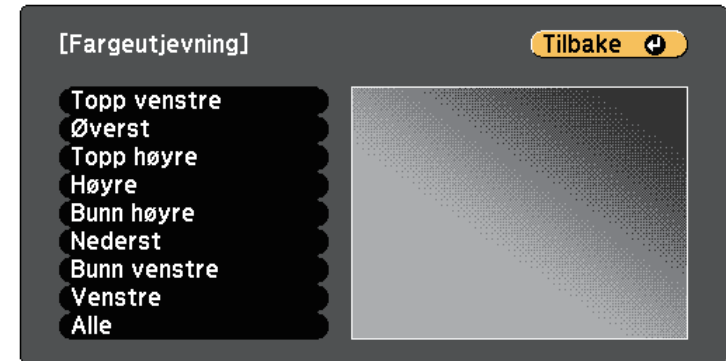 [Fargeutjevning]
Tilbake
Topp venstre
Øverst
Topp høyre
Høyre
Bunn høyre
Nederst
Bunn venstre
Venstre
Alle